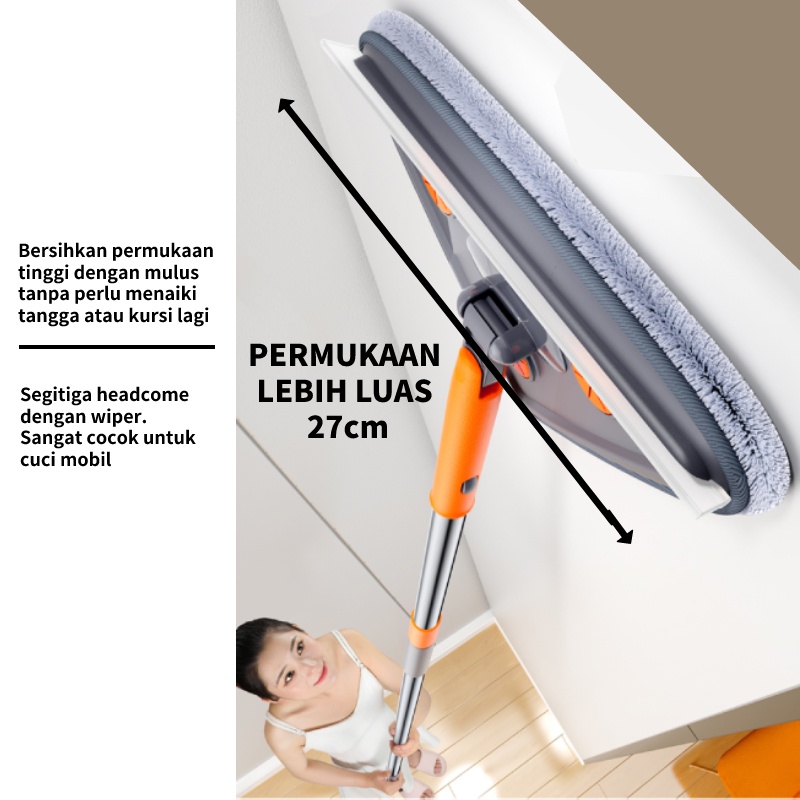 Bersihkan permukaan
tinggi dengan mulus
tanpa perlu menaiki
tangga atau kursi lagi
Segitiga headcome
dengan wiper.
Sangat cocok untuk
cuci mobil
PERMUKAAN
LEBIH LUAS
27cm